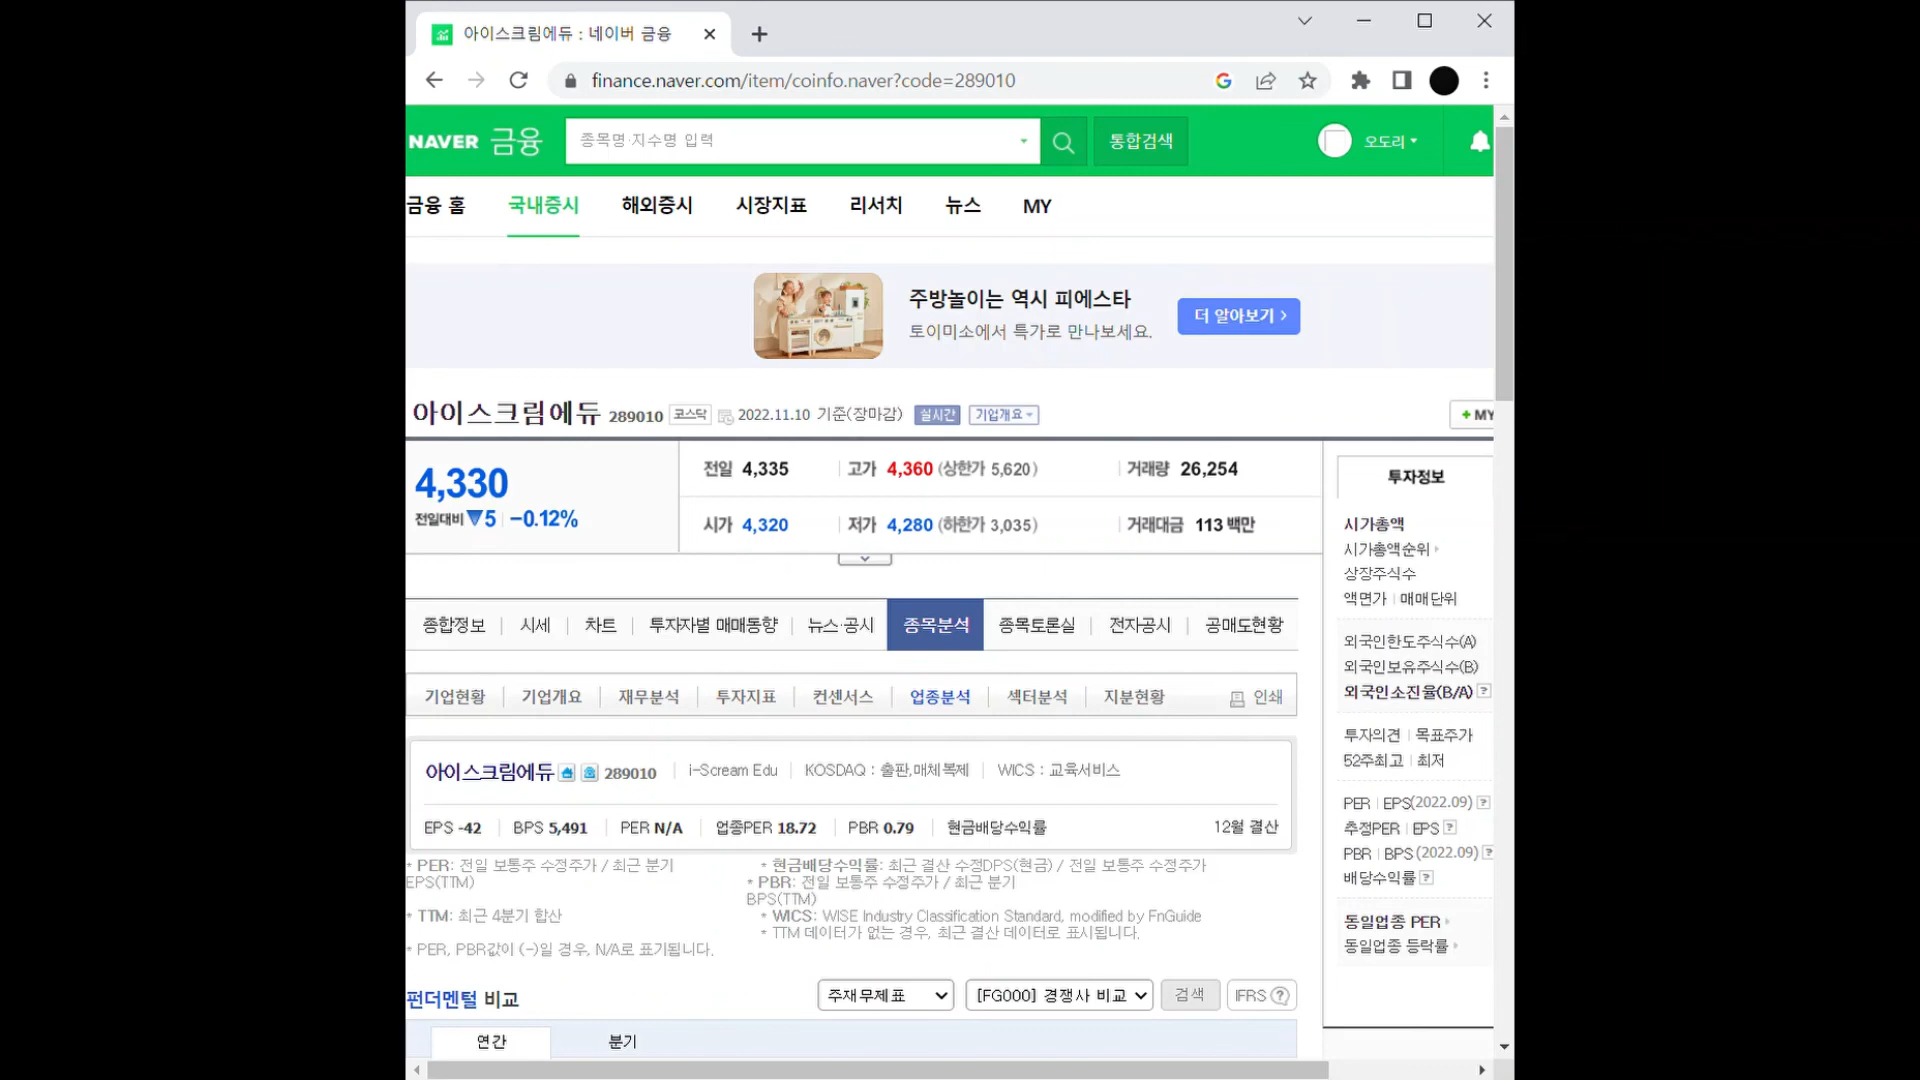 아이스크림에듀 : 네이버 금융
finance.naver.com/item/coinfo.naver?code=289010
NAVER 금융 종목명·지수명 입력 통합검색 오도리
금융 홈 국내증시 해외증시 시장지표 리서치 뉴스 MY
주방놀이는 역시 피에스타
토이미소에서 특가로 만나보세요.
더 알아보기 >
아이스크림에듀 289010 코스닥 2022.11.10 기준(장마감) 실시간 기업개요 + MY
4,330
전일대비 ▼5 -0.12%
전일 4,335 고가 4,360 (상한가 5,620) 거래량 26,254
시가 4,320 저가 4,280 (하한가 3,035) 거래대금 113 백만
종합정보 시세 차트 투자자별 매매동향 뉴스·공시 종목분석 종목토론실 전자공시 공매도현황
기업현황 기업개요 재무분석 투자지표 컨센서스 업종분석 섹터분석 지분현황 인쇄
아이스크림에듀 289010 i-Scream Edu KOSDAQ : 출판,매체복제 WICS : 교육서비스
EPS -42 BPS 5,491 PER N/A 업종PER 18.72 PBR 0.79 현금배당수익률 12월 결산
* PER: 전일 보통주 수정주가 / 최근 분기
EPS(TTM)
* TTM: 최근 4분기 합산
* PER, PBR값이 (-)일 경우, N/A로 표기됩니다.
* 현금배당수익률: 최근 결산 수정DPS(현금) / 전일 보통주 수정주가
* PBR: 전일 보통주 수정주가 / 최근 분기
BPS(TTM)
* WICS: WISE Industry Classification Standard, modified by FnGuide
* TTM 데이터가 없는 경우, 최근 결산 데이터로 표시됩니다.
펀더멘털 비교 주재무제표 [FG000] 경쟁사 비교 검색 IFRS ?
연간 분기
투자정보
시가총액
시가총액순위
상장주식수
액면가 | 매매단위
외국인한도주식수(A)
외국인보유주식수(B)
외국인소진율(B/A) ?
투자의견 | 목표주가
52주최고 | 최저
PER | EPS(2022.09) ?
추정PER | EPS ?
PBR | BPS (2022.09) ?
배당수익률 ?
동일업종 PER
동일업종 등락률